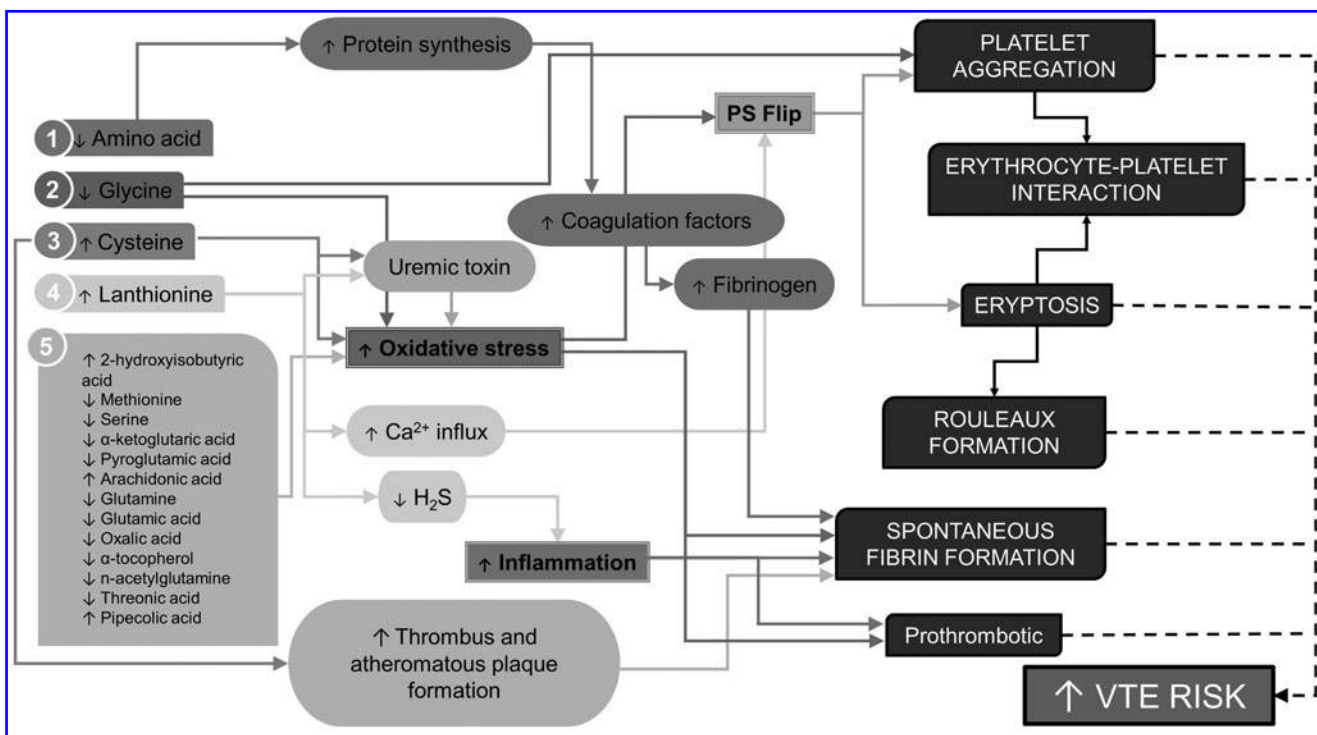 ↑ Protein synthesis
PLATELET
AGGREGATION
1 ↓ Amino acid
PS Flip
2 ↓ Glycine
ERYTHROCYTE-PLATELET
INTERACTION
↑ Coagulation factors
3 ↑ Cysteine
Uremic toxin
4 ↑ Lanthionine
↑ Fibrinogen
ERYPTOSIS
5
↑ Oxidative stress
↑ 2-hydroxyisobutyric
acid
↓ Methionine
↓ Serine
↓ α-ketoglutaric acid
↓ Pyroglutamic acid
↑ Arachidonic acid
↓ Glutamine
↓ Glutamic acid
↓ Oxalic acid
↓ α-tocopherol
↓ n-acetylglutamine
↓ Threonic acid
↑ Pipecolic acid
↑ Ca²⁺ influx
ROULEAUX
FORMATION
↓ H₂S
SPONTANEOUS
FIBRIN FORMATION
↑ Inflammation
↑ Thrombus and
atheromatous plaque
formation
Prothrombotic
↑ VTE RISK